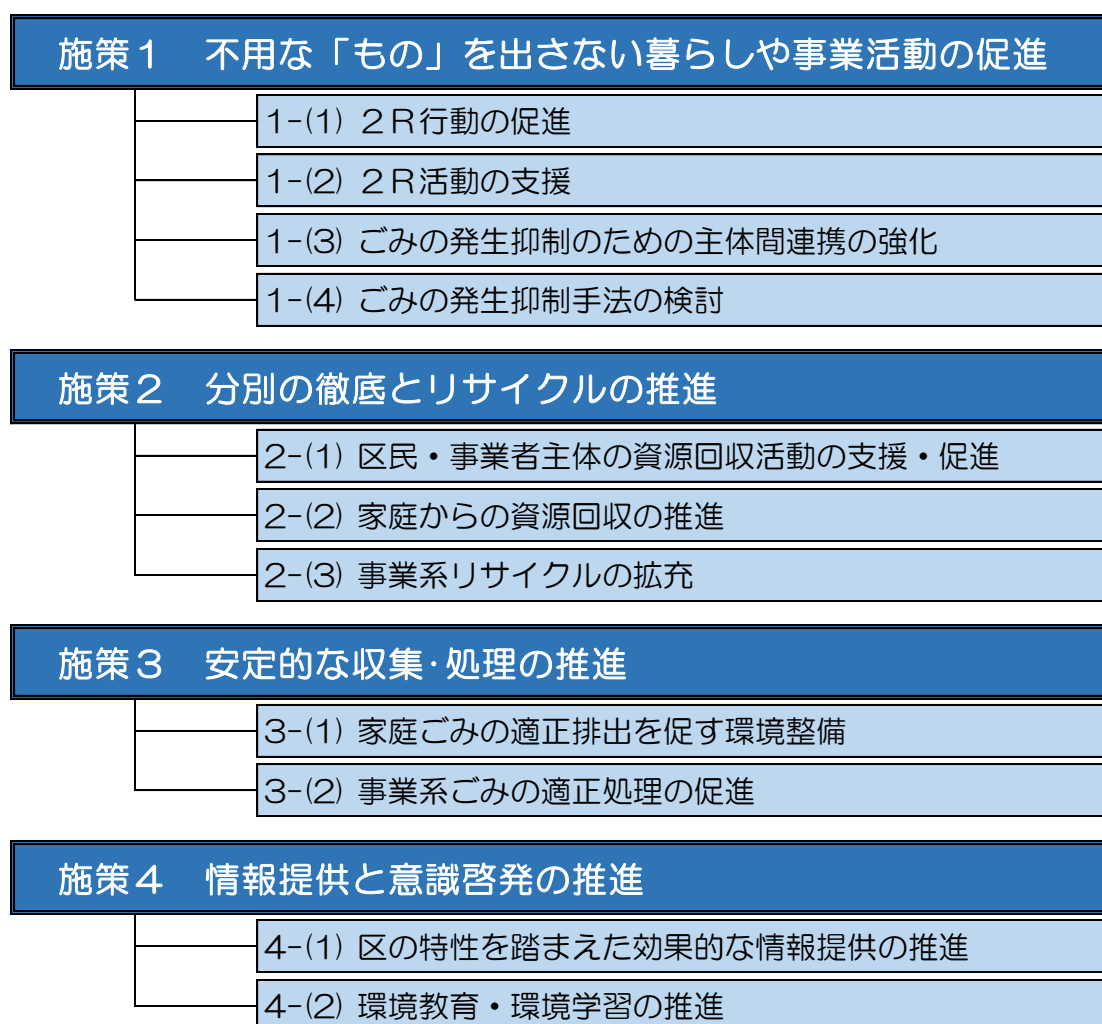 施策１　不用な「もの」を出さない暮らしや事業活動の促進
1-(1) ２Ｒ行動の促進
1-(2) ２Ｒ活動の支援
1-(3) ごみの発生抑制のための主体間連携の強化
1-(4) ごみの発生抑制手法の検討
施策２　分別の徹底とリサイクルの推進
2-(1) 区民・事業者主体の資源回収活動の支援・促進
2-(2) 家庭からの資源回収の推進
2-(3) 事業系リサイクルの拡充
施策３　安定的な収集･処理の推進
3-(1) 家庭ごみの適正排出を促す環境整備
3-(2) 事業系ごみの適正処理の促進
施策４　情報提供と意識啓発の推進
4-(1) 区の特性を踏まえた効果的な情報提供の推進
4-(2) 環境教育・環境学習の推進